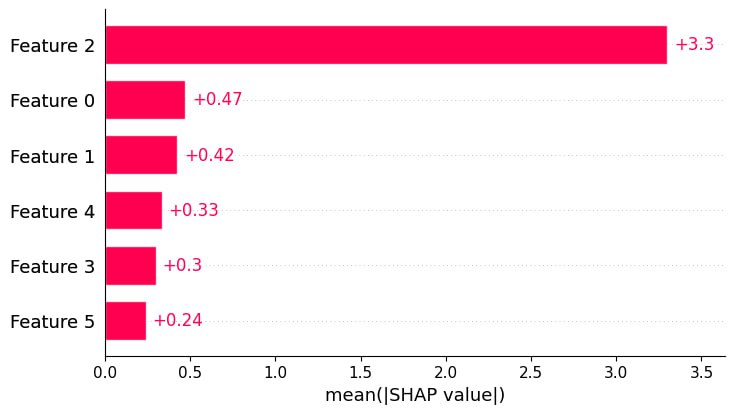 Feature 2 +3.3
Feature 0 +0.47
Feature 1 +0.42
Feature 4 +0.33
Feature 3 +0.3
Feature 5 +0.24
0.0 0.5 1.0 1.5 2.0 2.5 3.0 3.5
mean(|SHAP value|)